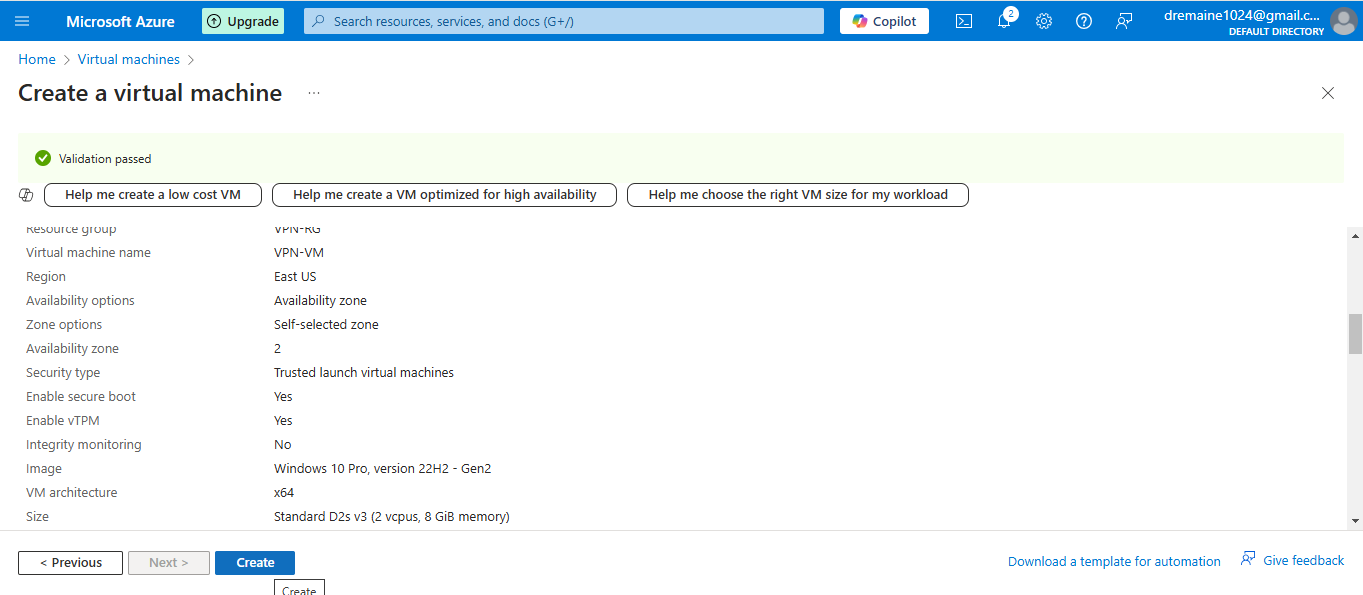 Microsoft Azure
Upgrade
Search resources, services, and docs (G+/)
Copilot
2
dremaine1024@gmail.c...
DEFAULT DIRECTORY
Home > Virtual machines >
Create a virtual machine ...
Validation passed
Help me create a low cost VM
Help me create a VM optimized for high availability
Help me choose the right VM size for my workload
Resource group VPN-RG
Virtual machine name VPN-VM
Region East US
Availability options Availability zone
Zone options Self-selected zone
Availability zone 2
Security type Trusted launch virtual machines
Enable secure boot Yes
Enable vTPM Yes
Integrity monitoring No
Image Windows 10 Pro, version 22H2 - Gen2
VM architecture x64
Size Standard D2s v3 (2 vcpus, 8 GiB memory)
< Previous
Next >
Create
Download a template for automation
Give feedback
Create